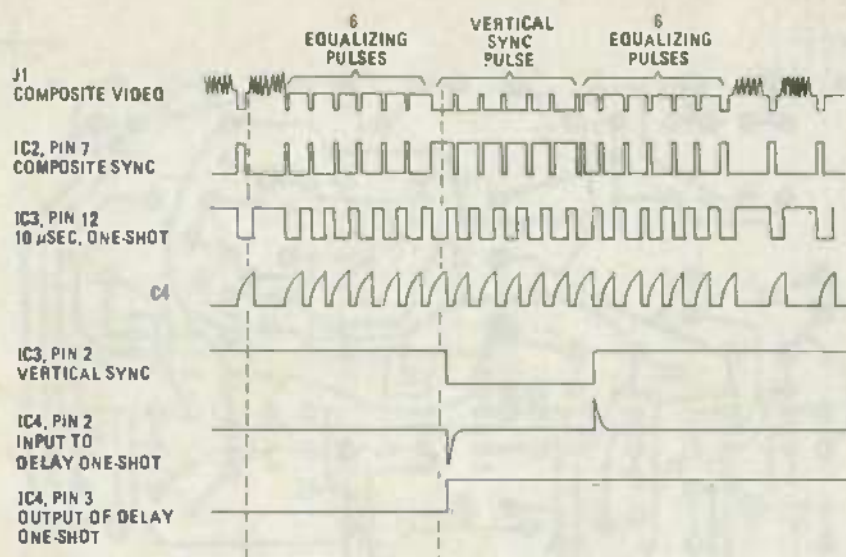 6
EQUALIZING
PULSES
VERTICAL
SYNC
PULSE
6
EQUALIZING
PULSES
J1
COMPOSITE VIDEO
IC2, PIN 7
COMPOSITE SYNC
IC3, PIN 12
10 µSEC, ONE-SHOT
C4
IC3, PIN 2
VERTICAL SYNC
IC4, PIN 2
INPUT TO
DELAY ONE-SHOT
IC4, PIN 3
OUTPUT OF DELAY
ONE-SHOT